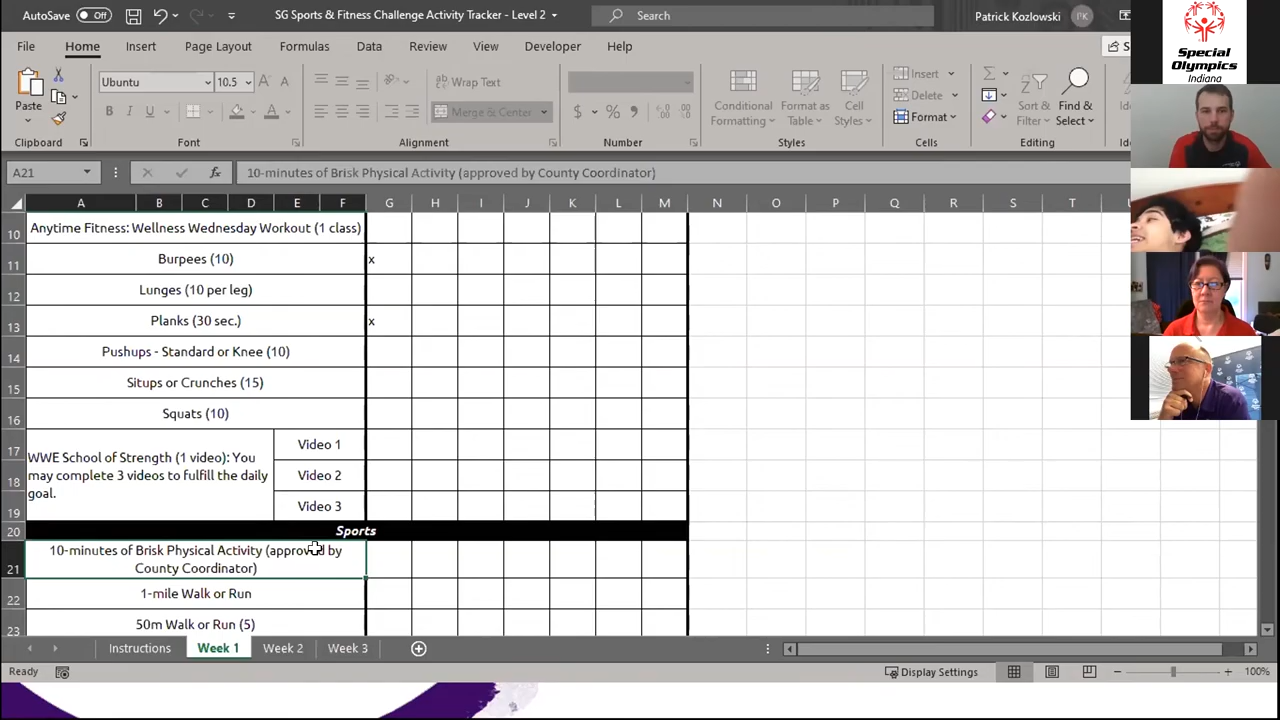 AutoSave Off
SG Sports & Fitness Challenge Activity Tracker - Level 2
Search
Patrick Kozlowski
PK
File Home Insert Page Layout Formulas Data Review View Developer Help
Paste
Clipboard
Ubuntu 10.5
B I U
Font
Wrap Text
Merge & Center
Alignment
$ % ,
Number
Conditional Formatting
Format as Table
Cell Styles
Styles
Insert
Delete
Format
Cells
Sort & Filter
Find & Select
Editing
A21
fx
10-minutes of Brisk Physical Activity (approved by County Coordinator)
A B C D E F G H I J K L M N O P Q R S T
10 Anytime Fitness: Wellness Wednesday Workout (1 class)
11 Burpees (10) x
12 Lunges (10 per leg)
13 Planks (30 sec.) x
14 Pushups - Standard or Knee (10)
15 Situps or Crunches (15)
16 Squats (10)
17 Video 1
WWE School of Strength (1 video): You
may complete 3 videos to fulfill the daily
goal.
18 Video 2
19 Video 3
20 Sports
10-minutes of Brisk Physical Activity (approved by
21 County Coordinator)
22 1-mile Walk or Run
23 50m Walk or Run (5)
Instructions Week 1 Week 2 Week 3
Ready
Display Settings
100%
Special
Olympics
Indiana